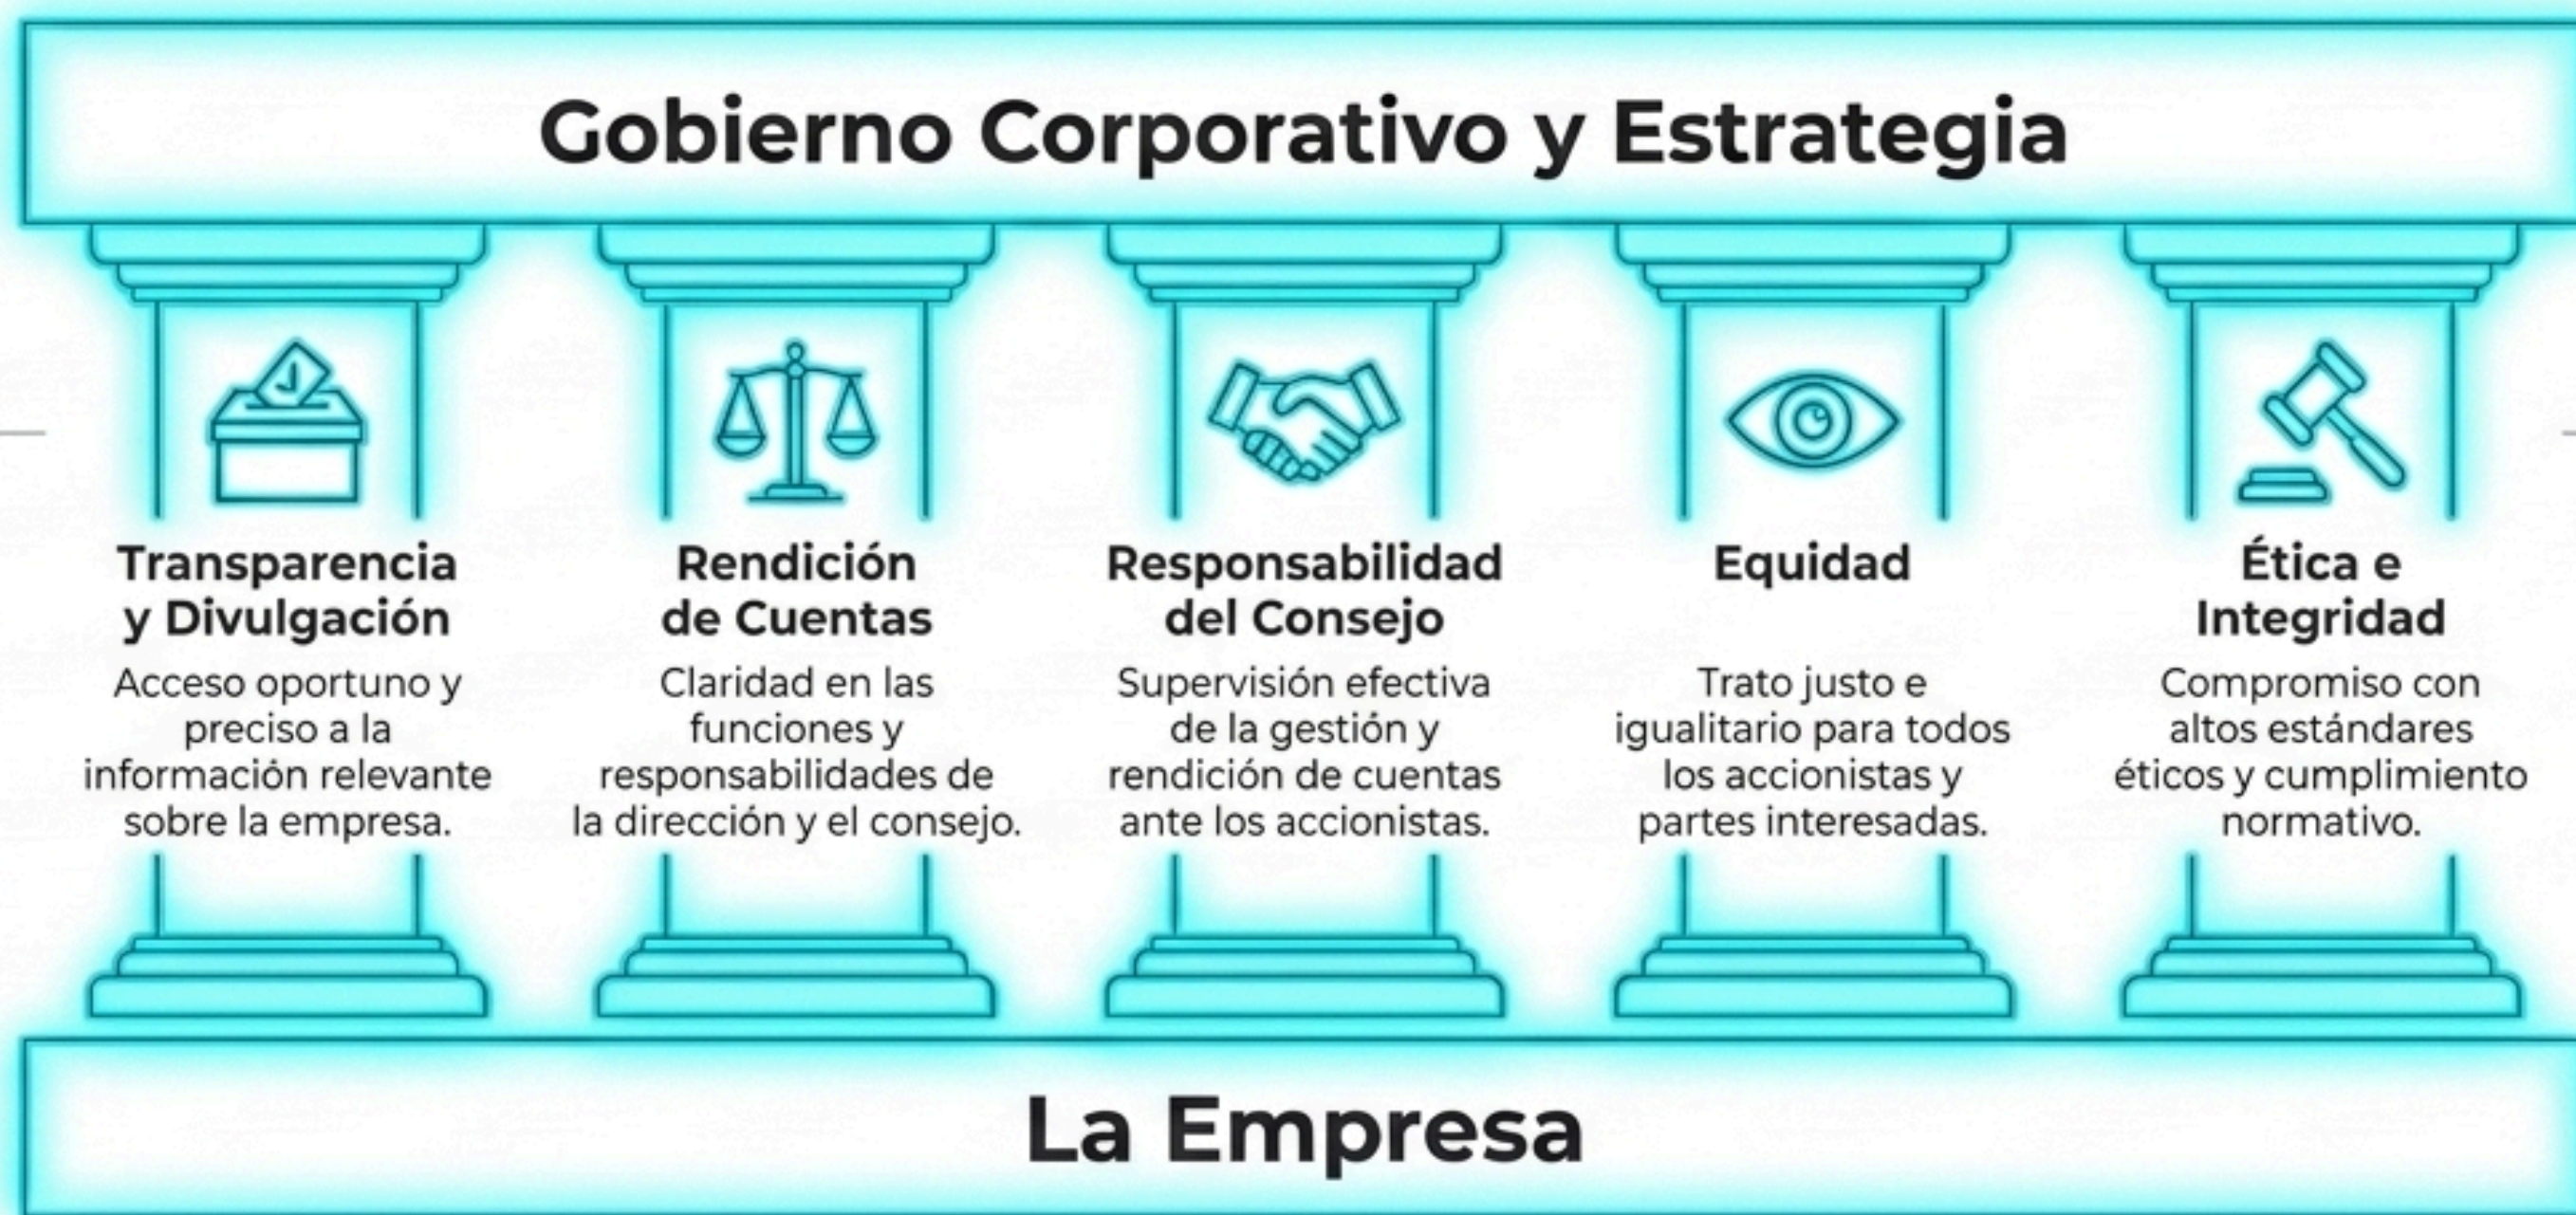 Gobierno Corporativo y Estrategia
Transparencia
y Divulgación
Acceso oportuno y
preciso a la
información relevante
sobre la empresa.
Rendición
de Cuentas
Claridad en las
funciones y
responsabilidades de
la dirección y el consejo.
Responsabilidad
del Consejo
Supervisión efectiva
de la gestión y
rendición de cuentas
ante los accionistas.
Equidad
Trato justo e
igualitario para todos
los accionistas y
partes interesadas.
Ética e
Integridad
Compromiso con
altos estándares
éticos y cumplimiento
normativo.
La Empresa